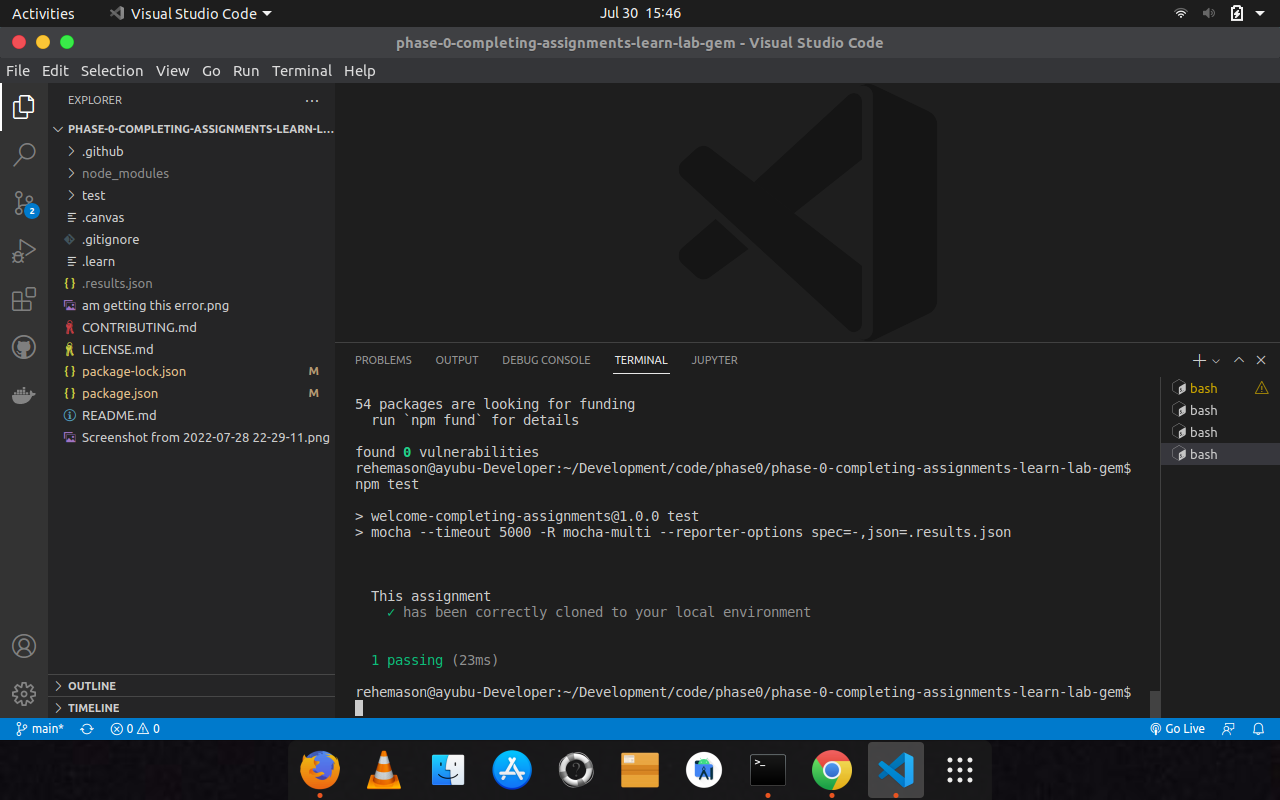 Activities Visual Studio Code Jul 30 15:46
phase-0-completing-assignments-learn-lab-gem - Visual Studio Code
File Edit Selection View Go Run Terminal Help
EXPLORER
PHASE-0-COMPLETING-ASSIGNMENTS-LEARN-L...
.github
node_modules
test
.canvas
.gitignore
.learn
.results.json
am getting this error.png
CONTRIBUTING.md
LICENSE.md
package-lock.json M
package.json M
README.md
Screenshot from 2022-07-28 22-29-11.png
OUTLINE
TIMELINE
2
PROBLEMS OUTPUT DEBUG CONSOLE TERMINAL JUPYTER
54 packages are looking for funding
run `npm fund` for details
found 0 vulnerabilities
rehemason@ayubu-Developer:~/Development/code/phase0/phase-0-completing-assignments-learn-lab-gem$
npm test
> welcome-completing-assignments@1.0.0 test
> mocha --timeout 5000 -R mocha-multi --reporter-options spec=-,json=.results.json
This assignment
✓ has been correctly cloned to your local environment
1 passing (23ms)
rehemason@ayubu-Developer:~/Development/code/phase0/phase-0-completing-assignments-learn-lab-gem$
bash
bash
bash
bash
main* 0 0 Go Live